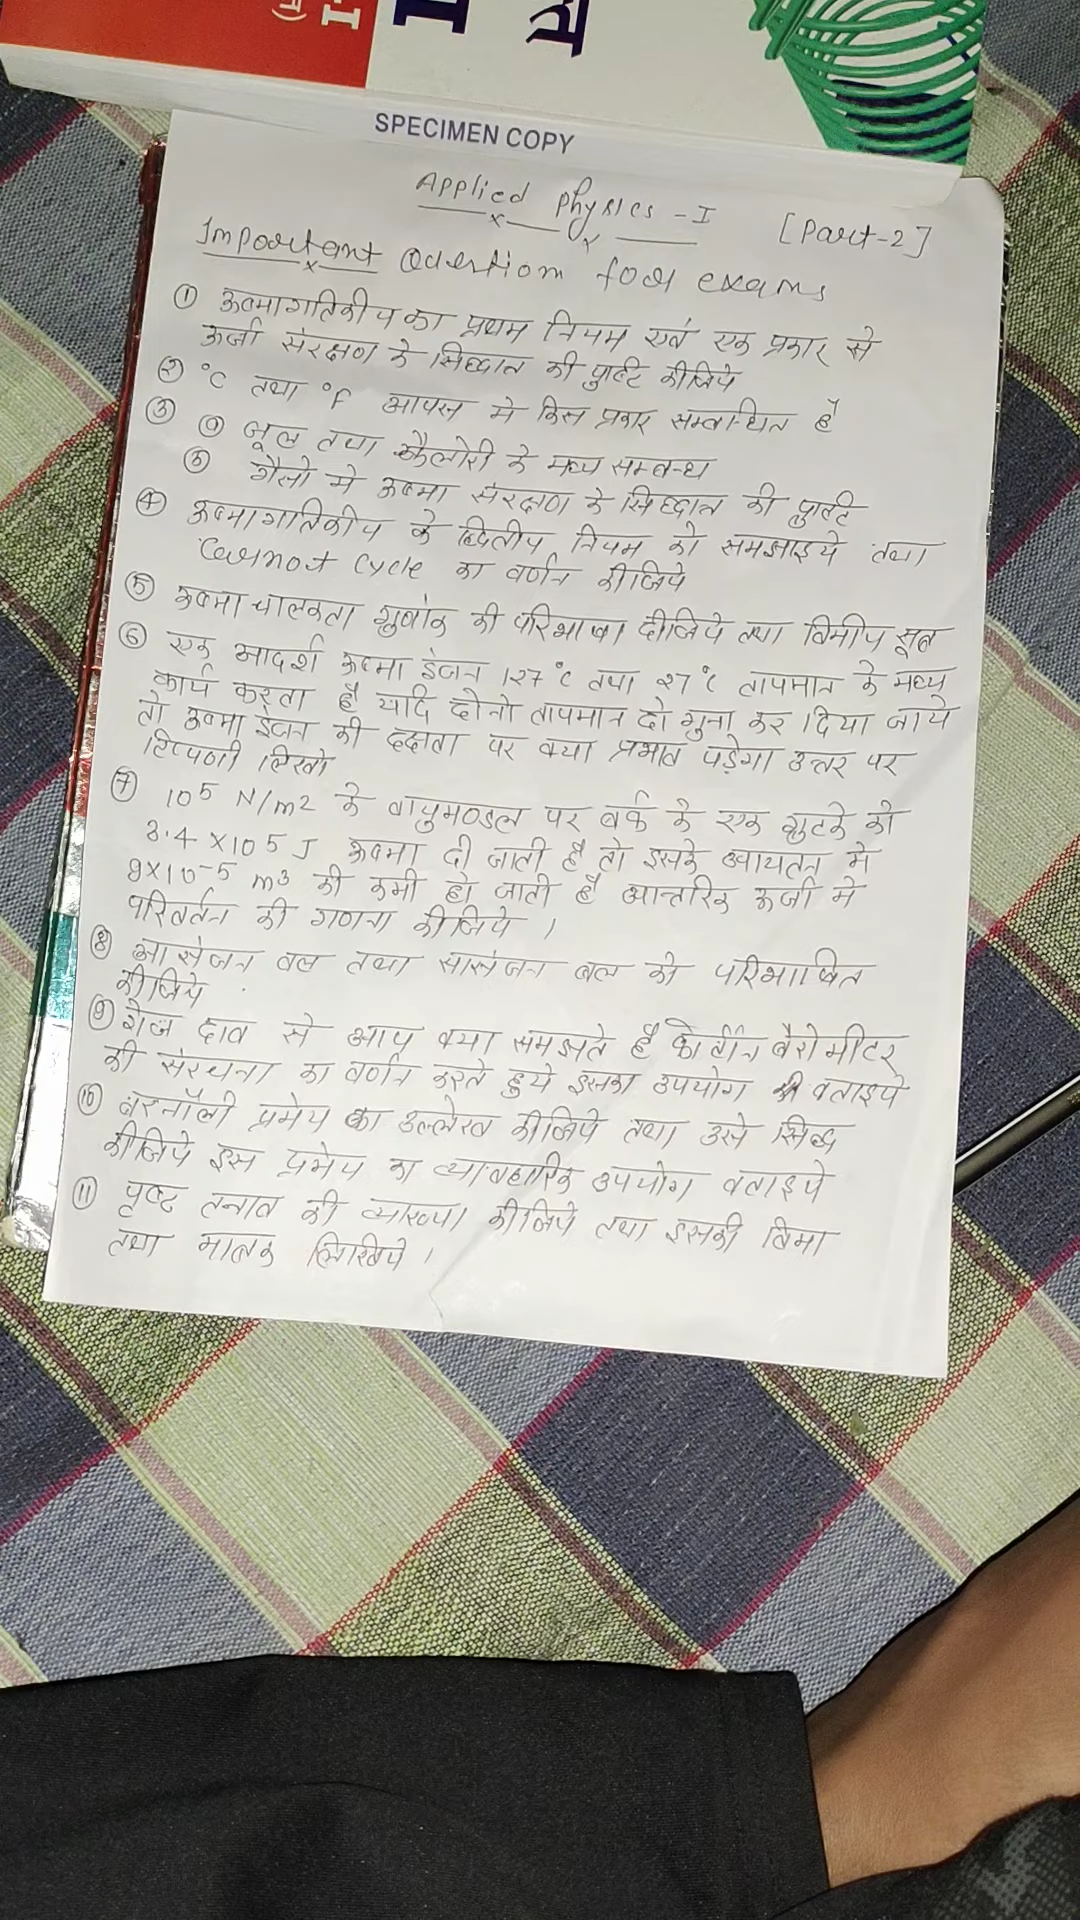 SPECIMEN COPY
Applied Physics - I [Part-2]
Important Question for exams
① ऊष्मागतिकीय का प्रथम नियम एवं एक प्रकार से
ऊर्जा संरक्षण के सिद्धान्त की पुष्टि कीजिये
② °C तथा °F आपस मे किस प्रकार सम्बन्धित है
③ ⓐ जूल तथा कैलोरी के मध्य सम्बन्ध
ⓑ गैसो मे ऊष्मा संरक्षण के सिद्धान्त की पुष्टि
④ ऊष्मागतिकीय के द्वितीय नियम को समझाइये तथा
Carnot cycle का वर्णन कीजिये
⑤ ऊष्मा चालकता गुणांक की परिभाषा दीजिये तथा विमीय सूत्र
⑥ एक आदर्श ऊष्मा इंजन 127°C तथा 27°C तापमान के मध्य
कार्य करता है यदि दोनो तापमान दो गुना कर दिया जाये
तो ऊष्मा इंजन की दक्षता पर क्या प्रभाव पड़ेगा उत्तर पर
टिप्पणी लिखो
⑦ 10⁵ N/m2 के वायुमण्डल पर बर्फ के एक गुटके को
3.4 ×10⁵ J ऊष्मा दी जाती है तो इसके आयतन मे
9×10⁻⁵ m³ की कमी हो जाती है आन्तरिक ऊर्जा मे
परिवर्तन की गणना कीजिये ।
⑧ आसंजन बल तथा सासंजन बल को परिभाषित
कीजिये
⑨ गेज दाब से आप क्या समझते है फोर्तीन बैरोमीटर
की संरचना का वर्णन करते हुये इसका उपयोग भी बताइये
⑩ बरनॉली प्रमेय का उल्लेख कीजिये तथा उसे सिद्ध
कीजिये इस प्रमेय का व्यावहारिक उपयोग बताइये
⑪ पृष्ट तनाव की व्याख्या कीजिये तथा इसकी विमा
तथा मात्रक लिखिये ।